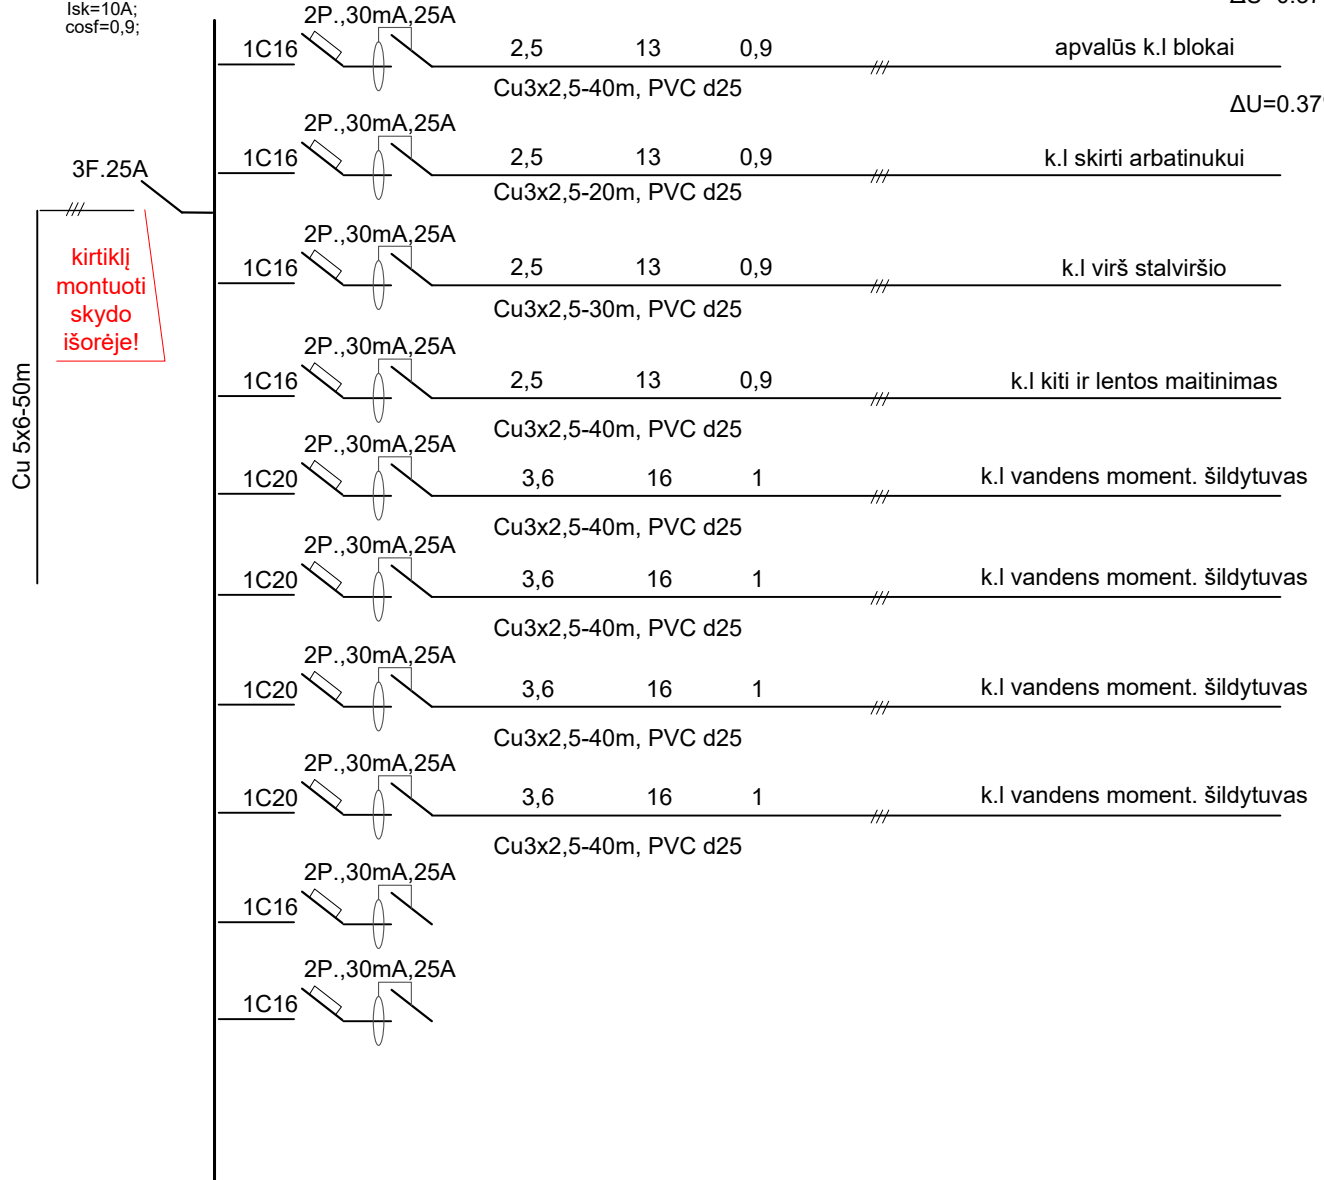 Isk=10A;
cosf=0,9;
3F.25A
kirtiklį
montuoti
skydo
išorėje!
Cu 5x6-50m
2P.,30mA,25A
1C16 2,5 13 0,9 apvalūs k.l blokai
Cu3x2,5-40m, PVC d25
ΔU=0.37
2P.,30mA,25A
1C16 2,5 13 0,9 k.l skirti arbatinukui
Cu3x2,5-20m, PVC d25
2P.,30mA,25A
1C16 2,5 13 0,9 k.l virš stalviršio
Cu3x2,5-30m, PVC d25
2P.,30mA,25A
1C16 2,5 13 0,9 k.l kiti ir lentos maitinimas
Cu3x2,5-40m, PVC d25
2P.,30mA,25A
1C20 3,6 16 1 k.l vandens moment. šildytuvas
Cu3x2,5-40m, PVC d25
2P.,30mA,25A
1C20 3,6 16 1 k.l vandens moment. šildytuvas
Cu3x2,5-40m, PVC d25
2P.,30mA,25A
1C20 3,6 16 1 k.l vandens moment. šildytuvas
Cu3x2,5-40m, PVC d25
2P.,30mA,25A
1C20 3,6 16 1 k.l vandens moment. šildytuvas
Cu3x2,5-40m, PVC d25
2P.,30mA,25A
1C16
2P.,30mA,25A
1C16